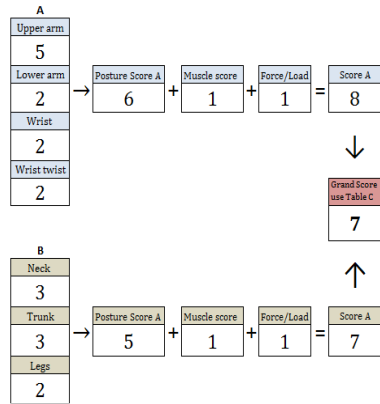 A
Upper arm
5
Lower arm
2
Wrist
2
Wrist twist
2
→
Posture Score A
6
+
Muscle score
1
+
Force/Load
1
=
Score A
8
↓
Grand Score
use Table C
7
↑
B
Neck
3
Trunk
3
Legs
2
→
Posture Score A
5
+
Muscle score
1
+
Force/Load
1
=
Score A
7